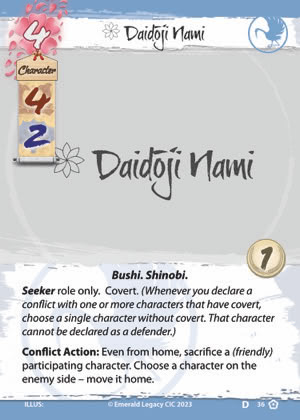 4
Daidōji Nami
Character
4
2
Daidōji Nami
1
Bushi. Shinobi.
Seeker role only. Covert. (Whenever you declare a
conflict with one or more characters that have covert,
choose a single character without covert. That character
cannot be declared as a defender.)
Conflict Action: Even from home, sacrifice a (friendly)
participating character. Choose a character on the
enemy side – move it home.
ILLUS: © Emerald Legacy CIC 2023 D 36